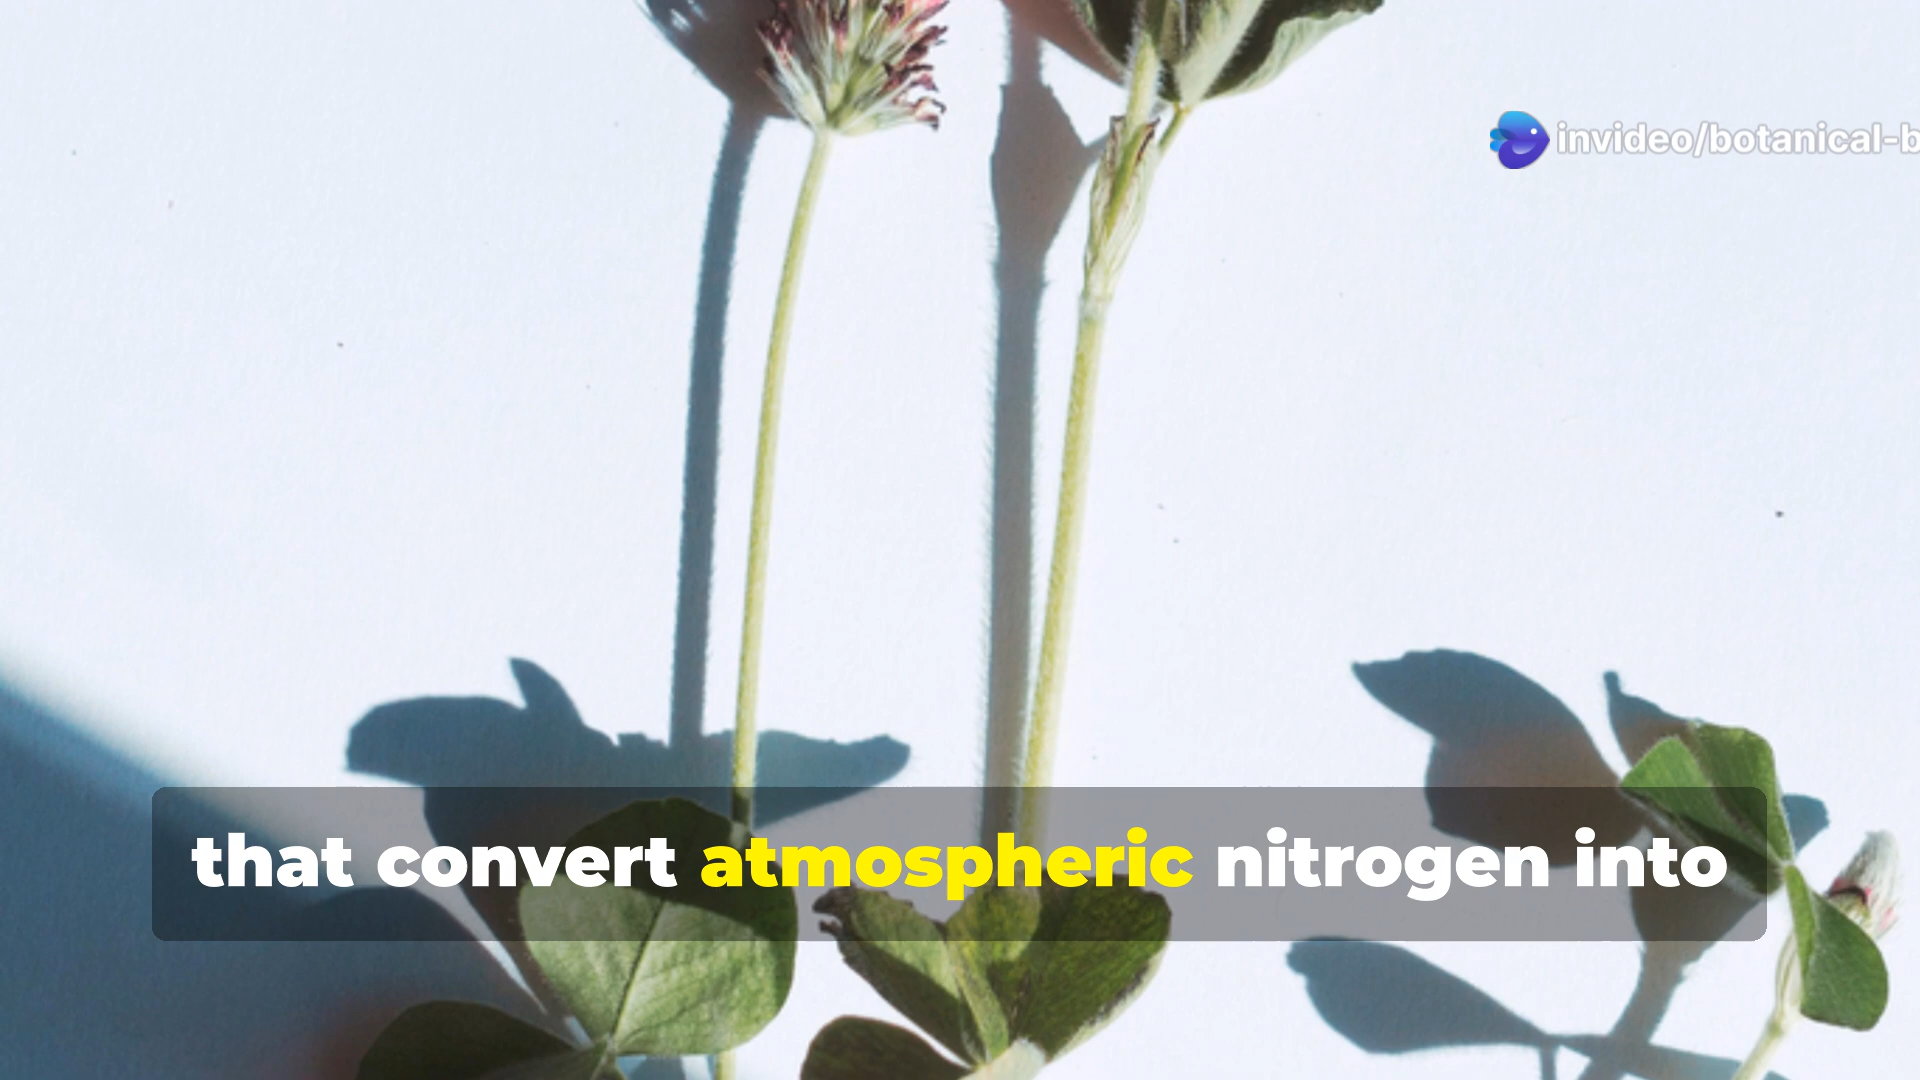 invideo/botanical-b
that convert atmospheric nitrogen into